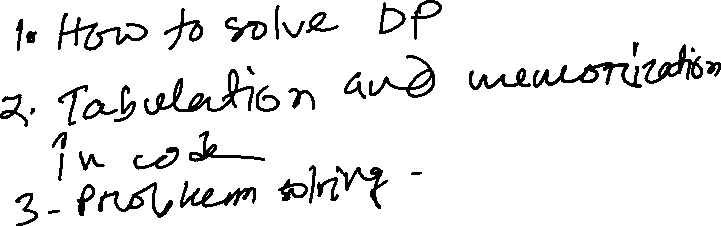 1. How to solve DP
2. Tabulation and memorization
In code
3- Problem solving -